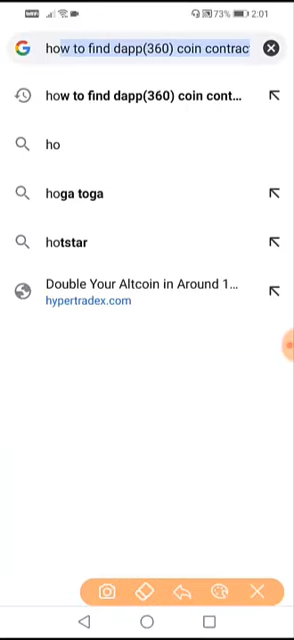 73% 2:01
how to find dapp(360) coin contrac
how to find dapp(360) coin cont...
ho
hoga toga
hotstar
Double Your Altcoin in Around 1...
hypertradex.com